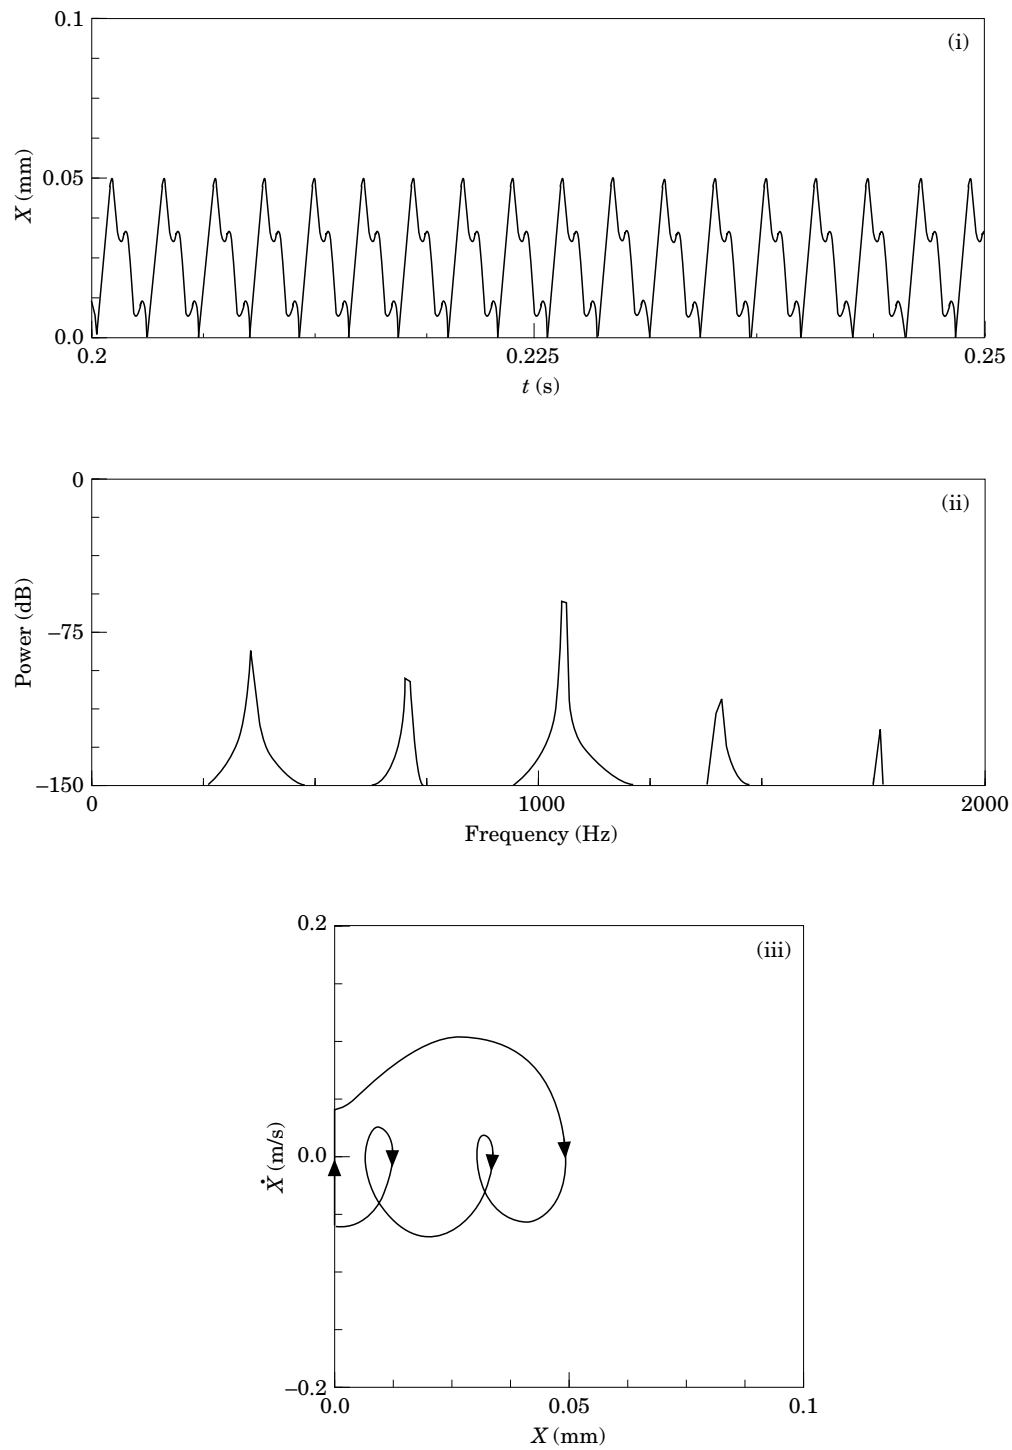 0.1
(i)
X (mm)
0.05
0.0
0.2
0.225
0.25
t (s)
0
(ii)
Power (dB)
–75
–150
0
1000
2000
Frequency (Hz)
0.2
(iii)
Ẋ (m/s)
0.0
–0.2
0.0
0.05
0.1
X (mm)